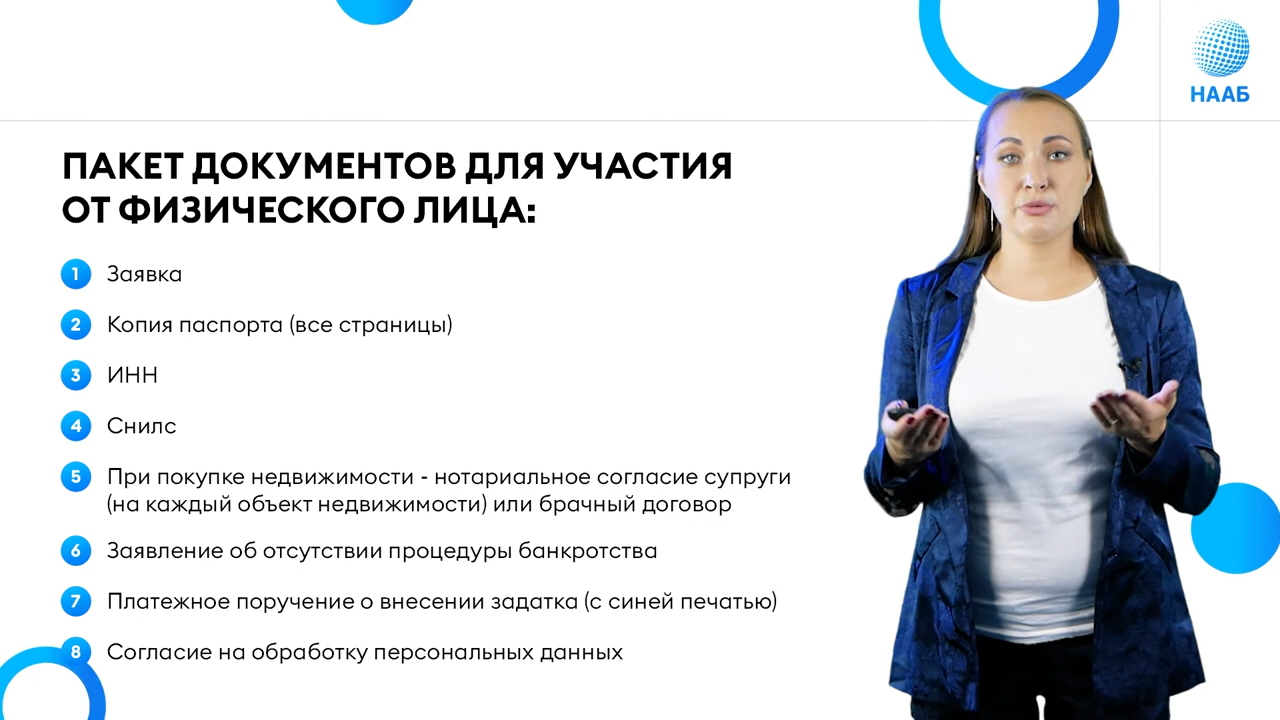 НААБ
ПАКЕТ ДОКУМЕНТОВ ДЛЯ УЧАСТИЯ
ОТ ФИЗИЧЕСКОГО ЛИЦА:
1 Заявка
2 Копия паспорта (все страницы)
3 ИНН
4 Снилс
5 При покупке недвижимости - нотариальное согласие супруги
(на каждый объект недвижимости) или брачный договор
6 Заявление об отсутствии процедуры банкротства
7 Платежное поручение о внесении задатка (с синей печатью)
8 Согласие на обработку персональных данных